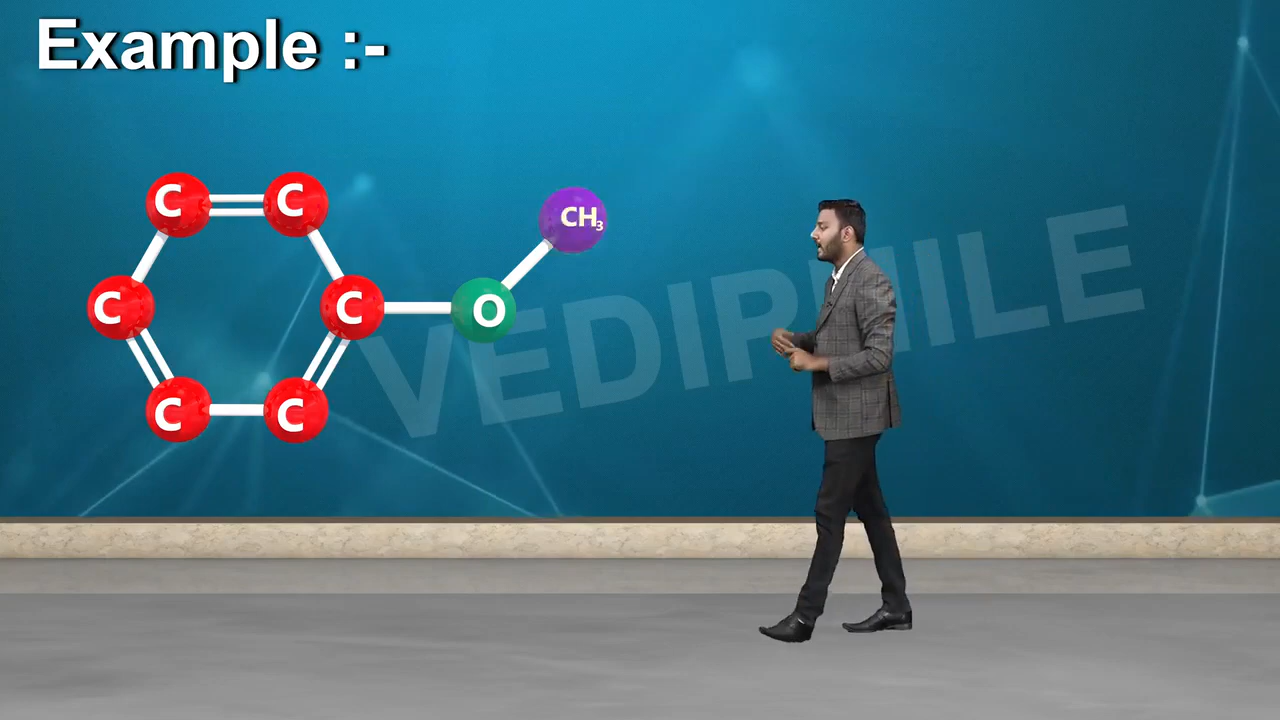 Example :-
C C
CH₃
C C O
C C
VEDIPHILE